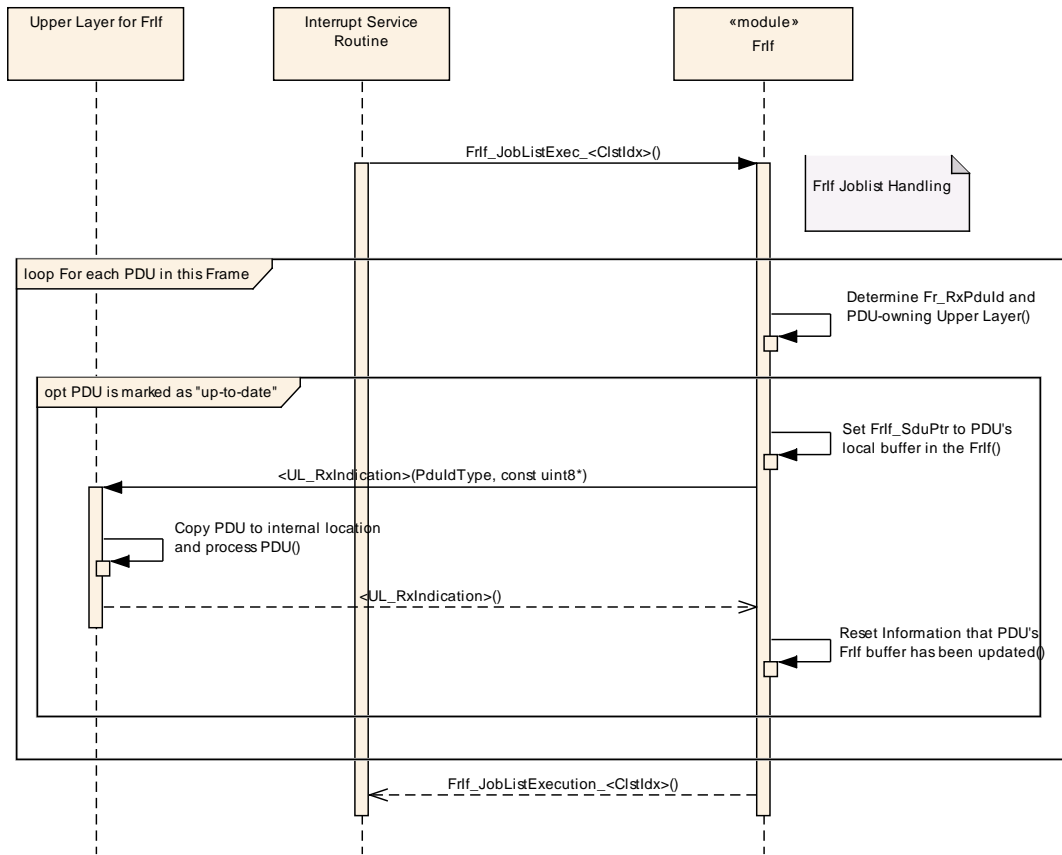 Upper Layer for FrIf
Interrupt Service
Routine
«module»
FrIf
FrIf_JobListExec_<ClstIdx>()
FrIf Joblist Handling
loop For each PDU in this Frame
Determine Fr_RxPduId and
PDU-owning Upper Layer()
opt PDU is marked as "up-to-date"
Set FrIf_SduPtr to PDU's
local buffer in the FrIf()
<UL_RxIndication>(PduIdType, const uint8*)
Copy PDU to internal location
and process PDU()
<UL_RxIndication>()
Reset Information that PDU's
FrIf buffer has been updated()
FrIf_JobListExecution_<ClstIdx>()